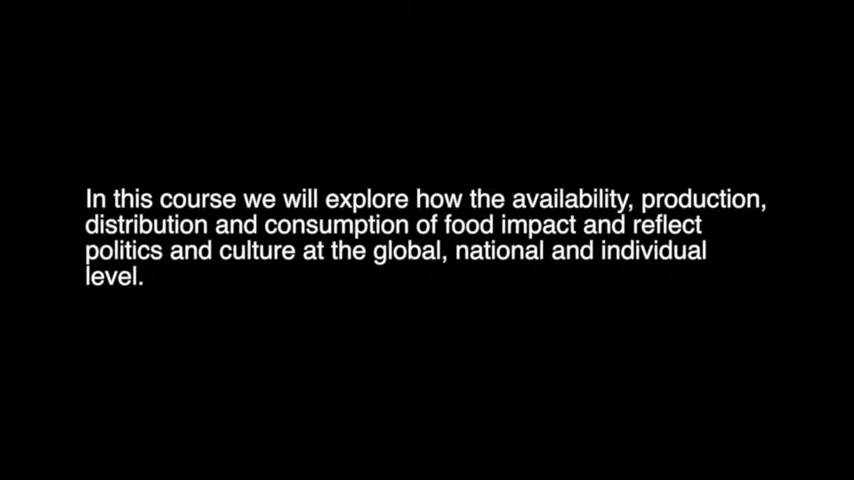 In this course we will explore how the availability, production,
distribution and consumption of food impact and reflect
politics and culture at the global, national and individual
level.